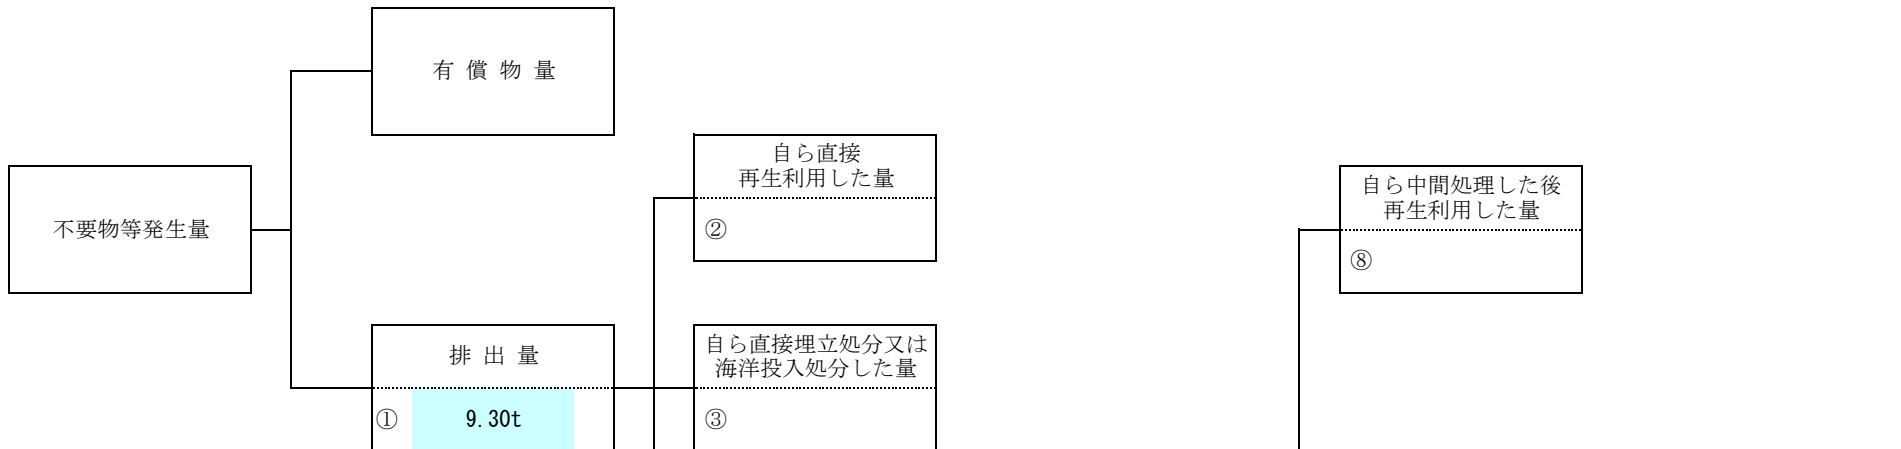 有 償 物 量
自ら直接
再生利用した量
②
自ら中間処理した後
再生利用した量
⑧
不要物等発生量
排 出 量
① 9.30t
自ら直接埋立処分又は
海洋投入処分した量
③